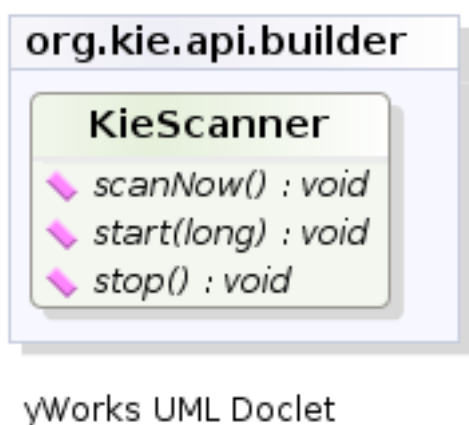 org.kie.api.builder
KieScanner
scanNow() : void
start(long) : void
stop() : void
yWorks UML Doclet